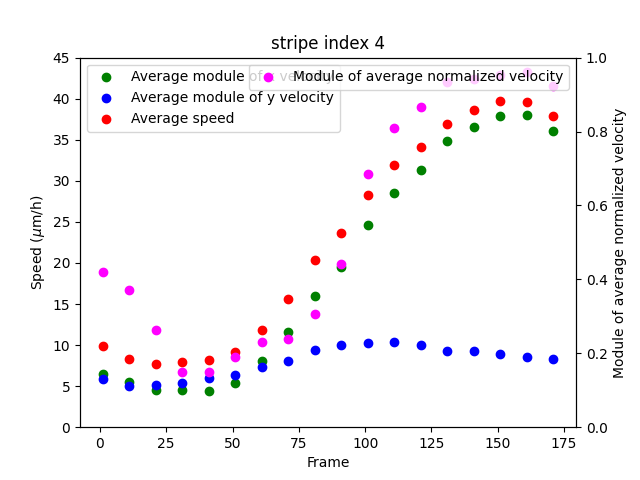 stripe index 4
Average module of x velocity
Average module of y velocity
Average speed
Module of average normalized velocity
Speed (μm/h)
45
40
35
30
25
20
15
10
5
0
1.0
0.8
0.6
0.4
0.2
0.0
Module of average normalized velocity
0 25 50 75 100 125 150 175
Frame